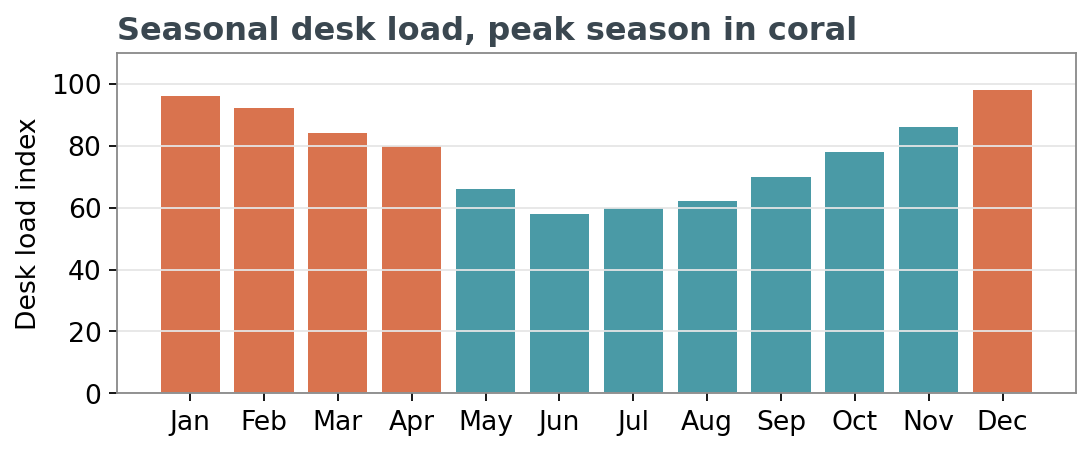 Seasonal desk load, peak season in coral
Desk load index
100
80
60
40
20
0
Jan Feb Mar Apr May Jun Jul Aug Sep Oct Nov Dec